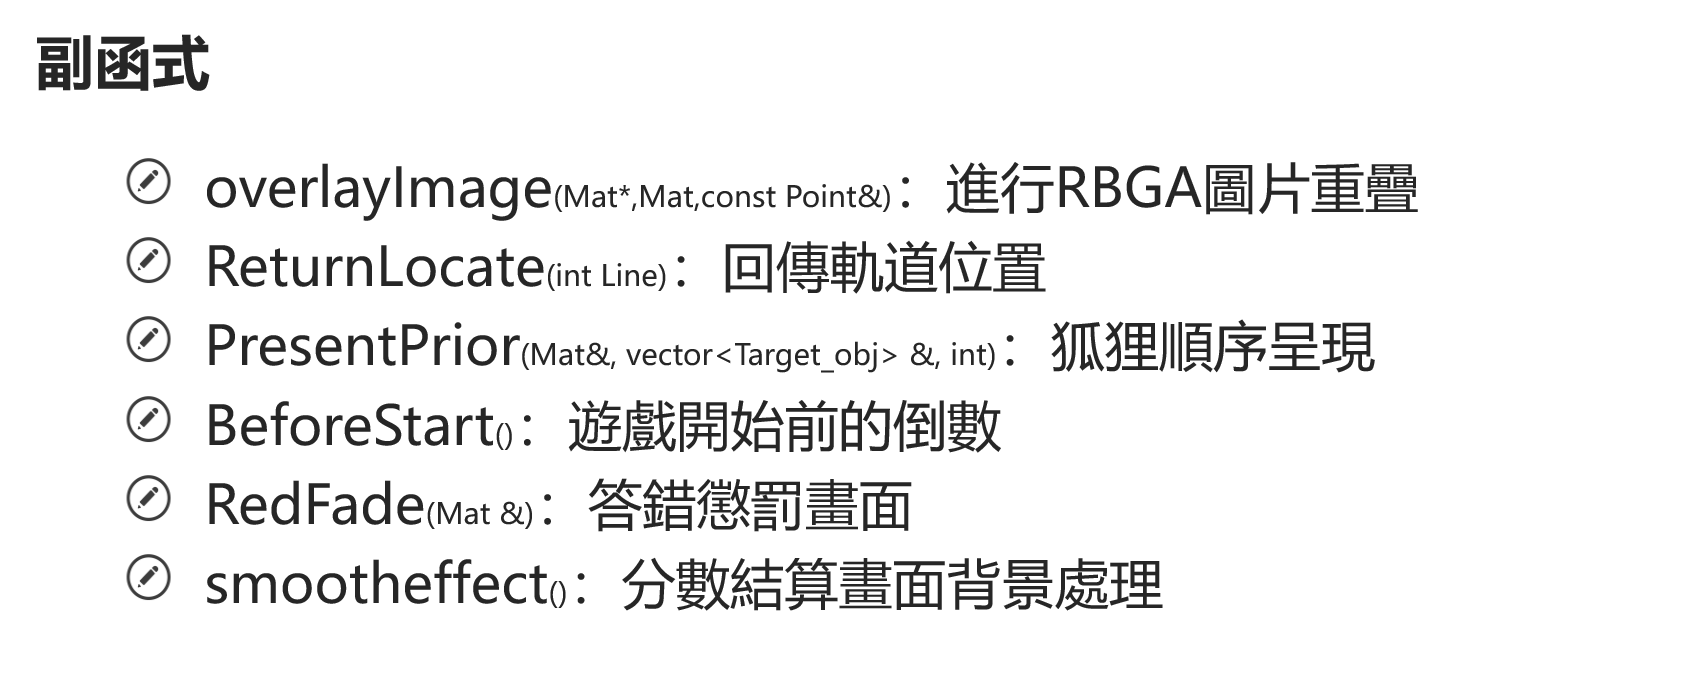 副函式
overlayImage(Mat*,Mat,const Point&)：進行RBGA圖片重疊
ReturnLocate(int Line)：回傳軌道位置
PresentPrior(Mat&, vector<Target_obj> &, int)：狐狸順序呈現
BeforeStart()：遊戲開始前的倒數
RedFade(Mat &)：答錯懲罰畫面
smootheffect()：分數結算畫面背景處理